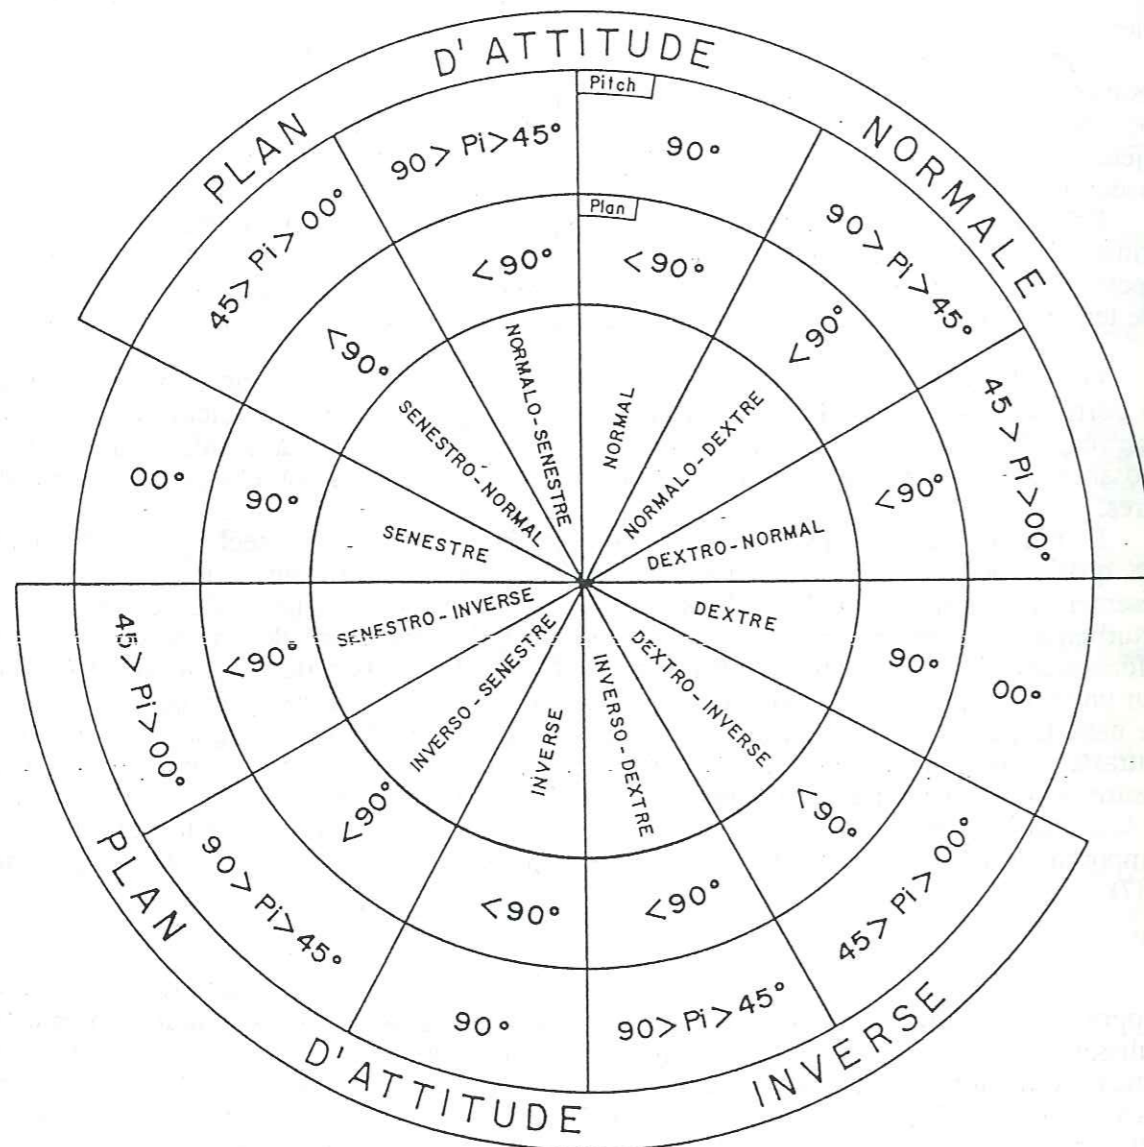 PLAN D'ATTITUDE NORMALE
Pitch
90°
90 > Pi > 45°
45 > Pi > 00°
00°
45 > Pi > 00°
90 > Pi > 45°
90°
90 > Pi > 45°
45 > Pi > 00°
00°
45 > Pi > 00°
90 > Pi > 45°
Plan
< 90°
< 90°
< 90°
90°
< 90°
< 90°
< 90°
< 90°
< 90°
90°
< 90°
< 90°
NORMAL
NORMALO-DEXTRE
DEXTRO-NORMAL
DEXTRE
DEXTRO-INVERSE
INVERSO-DEXTRE
INVERSE
INVERSO-SENESTRE
SENESTRO-INVERSE
SENESTRE
SENESTRO-NORMAL
NORMALO-SENESTRE
PLAN D'ATTITUDE INVERSE